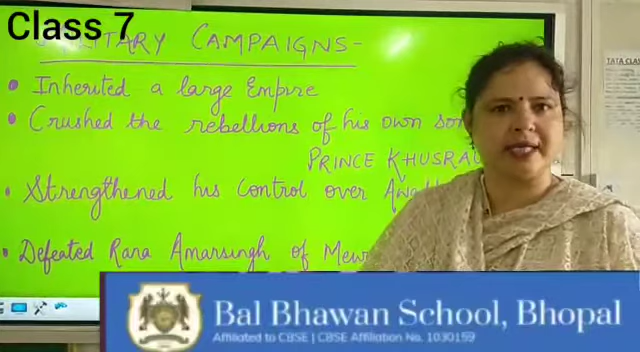 Class 7
CAMPAIGNS-
• Inherited a large Empire
• Crushed the rebellions of his own
PRINCE
• Strengthened his control over
• Defeated Rana Amarsingh of
TATA
Bal Bhawan School, Bhopal
Affiliated to CBSE | CBSE Affiliation No. 1030159